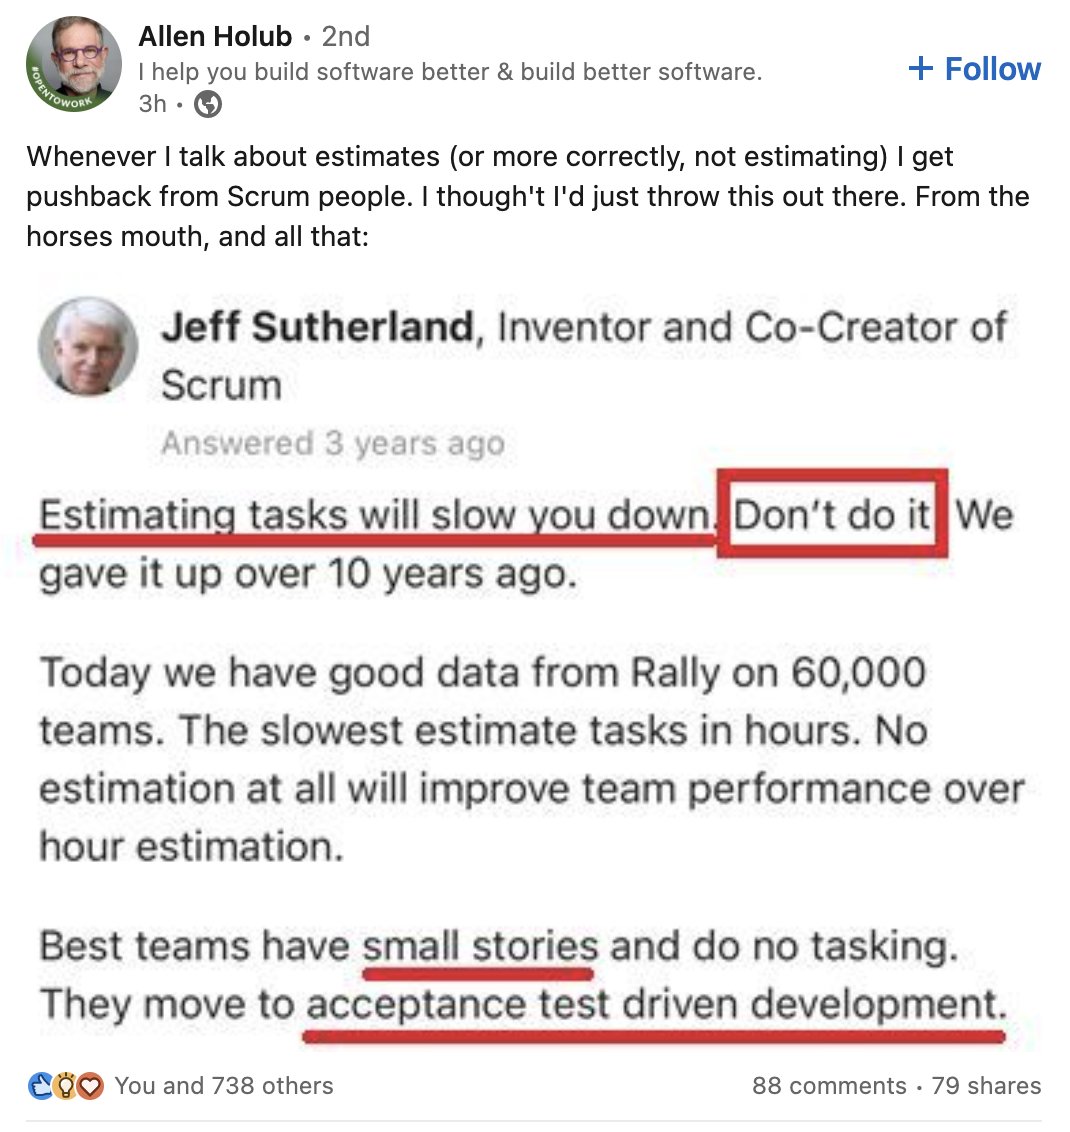 Allen Holub • 2nd
I help you build software better & build better software.
3h •
+ Follow
#OPENTOWORK
Whenever I talk about estimates (or more correctly, not estimating) I get
pushback from Scrum people. I though't I'd just throw this out there. From the
horses mouth, and all that:
Jeff Sutherland, Inventor and Co-Creator of
Scrum
Answered 3 years ago
Estimating tasks will slow you down. Don't do it We
gave it up over 10 years ago.
Today we have good data from Rally on 60,000
teams. The slowest estimate tasks in hours. No
estimation at all will improve team performance over
hour estimation.
Best teams have small stories and do no tasking.
They move to acceptance test driven development.
You and 738 others
88 comments • 79 shares